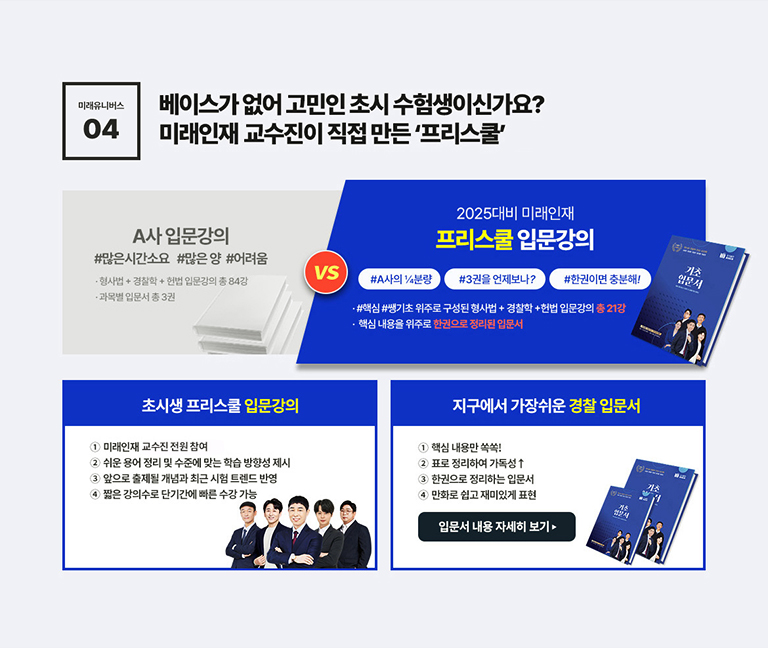 미래유니버스
04
베이스가 없어 고민인 초시 수험생이신가요?
미래인재 교수진이 직접 만든 ‘프리스쿨’
A사 입문강의
#많은시간소요 #많은 양 #어려움
· 형사법 + 경찰학 + 헌법 입문강의 총 84강
· 과목별 입문서 총 3권
VS
2025대비 미래인재
프리스쿨 입문강의
#A사의 ¼분량
#3권을 언제보나?
#한권이면 충분해!
· #핵심 #쌩기초 위주로 구성된 형사법 + 경찰학 +헌법 입문강의 총 21강
· 핵심 내용을 위주로 한권으로 정리된 입문서
기초
입문서
초시생 프리스쿨 입문강의
① 미래인재 교수진 전원 참여
② 쉬운 용어 정리 및 수준에 맞는 학습 방향성 제시
③ 앞으로 출제될 개념과 최근 시험 트렌드 반영
④ 짧은 강의수로 단기간에 빠른 수강 가능
지구에서 가장쉬운 경찰 입문서
① 핵심 내용만 쏙쏙!
② 표로 정리하여 가독성↑
③ 한권으로 정리하는 입문서
④ 만화로 쉽고 재미있게 표현
입문서 내용 자세히 보기 ▸
기초
입문서
기초